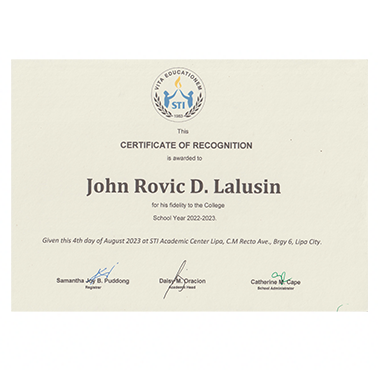 VITA EDUCATIONEM
STI
1983
This
CERTIFICATE OF RECOGNITION
is awarded to
John Rovic D. Lalusin
for his fidelity to the College
School Year 2022-2023.
Given this 4th day of August 2023 at STI Academic Center Lipa, C.M Recto Ave., Brgy 6, Lipa City.
Samantha Joy B. Puddong Daisy M. Oracion Catherine M. Cape
Registrar Academic Head School Administrator